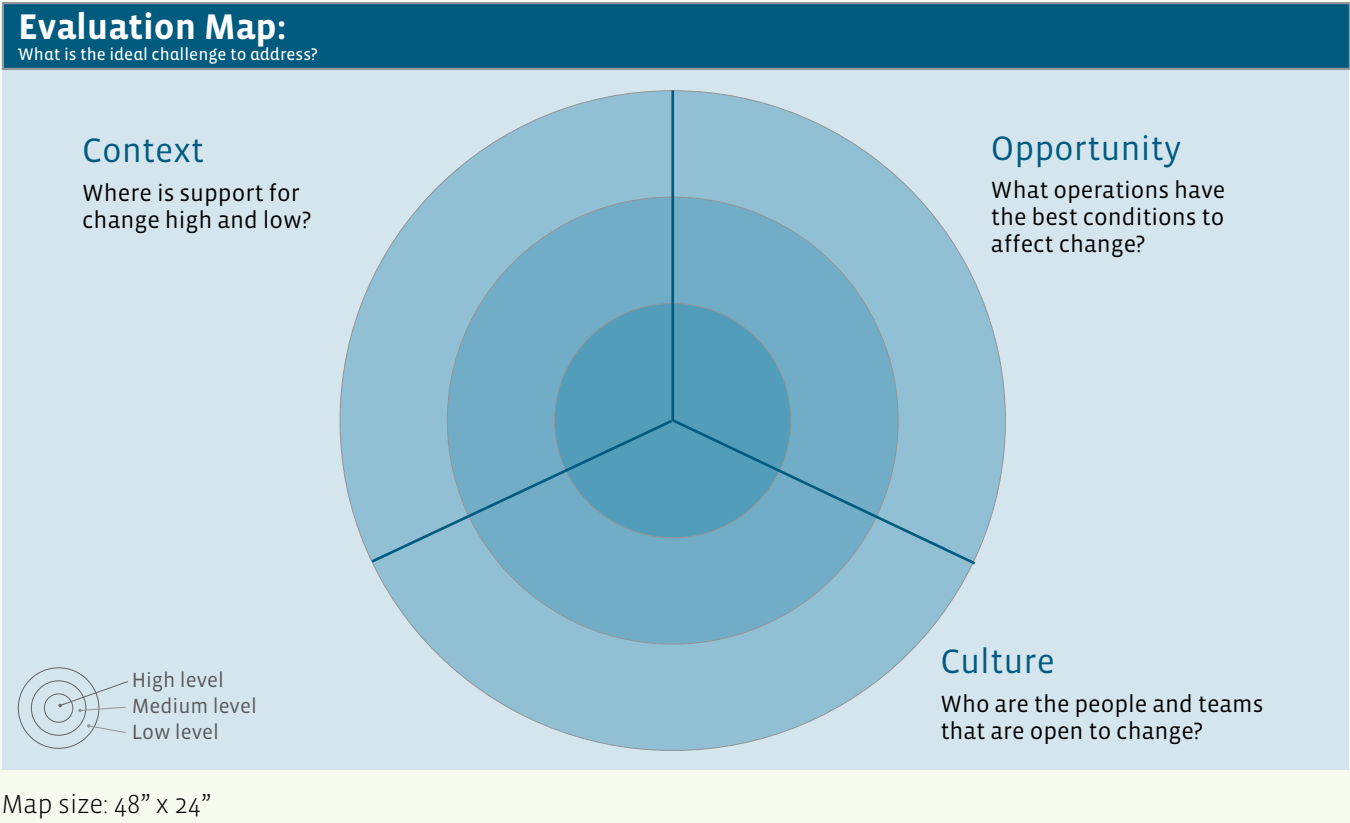 Evaluation Map:
What is the ideal challenge to address?
Context
Where is support for
change high and low?
Opportunity
What operations have
the best conditions to
affect change?
Culture
Who are the people and teams
that are open to change?
High level
Medium level
Low level
Map size: 48” x 24”